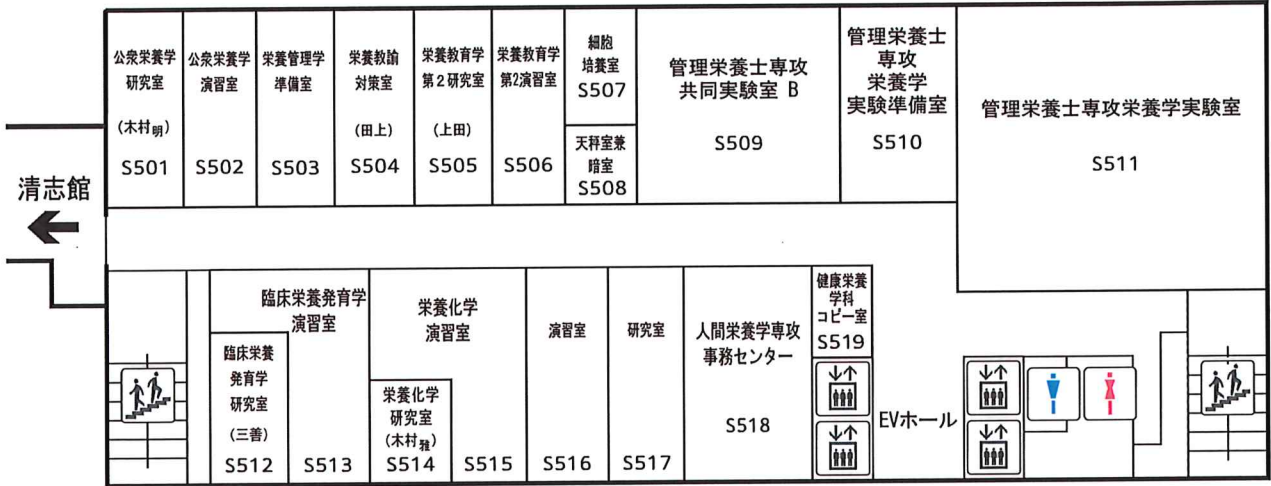 公衆栄養学
研究室
(木村明)
S501
公衆栄養学
演習室
S502
栄養管理学
準備室
S503
栄養教諭
対策室
(田上)
S504
栄養教育学
第2研究室
(上田)
S505
栄養教育学
第2演習室
S506
細胞
培養室
S507
天秤室兼
暗室
S508
管理栄養士専攻
共同実験室 B
S509
管理栄養士
専攻
栄養学
実験準備室
S510
管理栄養士専攻栄養学実験室
S511
清志館
臨床栄養
発育学
研究室
(三善)
S512
臨床栄養発育学
演習室
S513
栄養化学
研究室
(木村雅)
S514
栄養化学
演習室
S515
演習室
S516
研究室
S517
人間栄養学専攻
事務センター
S518
健康栄養
学科
コピー室
S519
EVホール